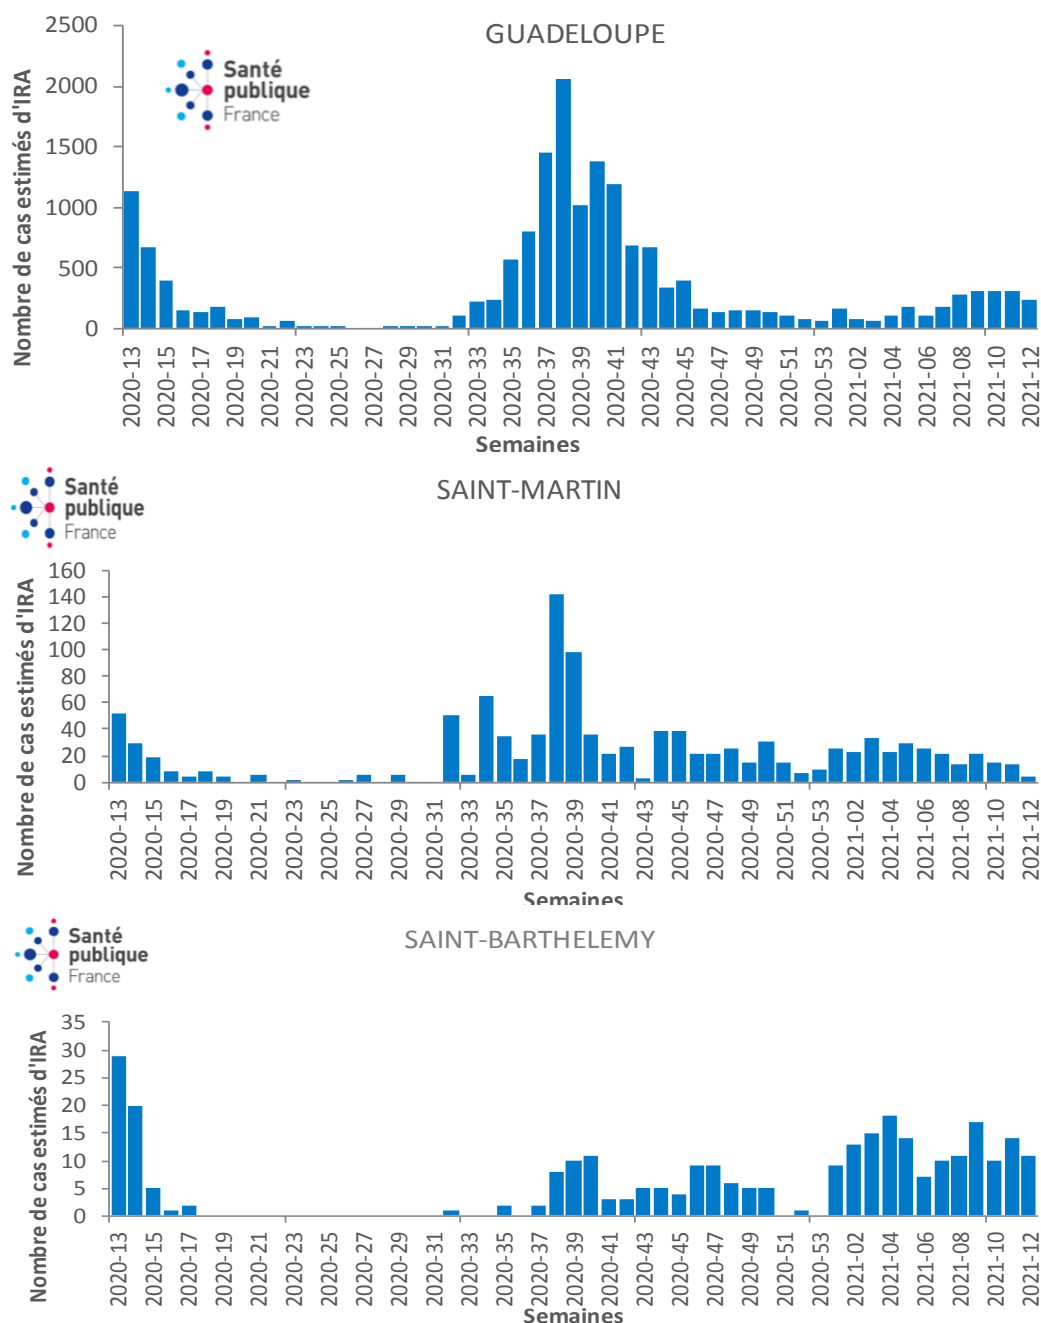 GUADELOUPE
Santé
publique
France
Nombre de cas estimés d'IRA
2500
2000
1500
1000
500
0
2020-13 2020-15 2020-17 2020-19 2020-21 2020-23 2020-25 2020-27 2020-29 2020-31 2020-33 2020-35 2020-37 2020-39 2020-41 2020-43 2020-45 2020-47 2020-49 2020-51 2020-53 2021-02 2021-04 2021-06 2021-08 2021-10 2021-12
Semaines
Santé
publique
France
SAINT-MARTIN
Nombre de cas estimés d'IRA
160
140
120
100
80
60
40
20
0
2020-13 2020-15 2020-17 2020-19 2020-21 2020-23 2020-25 2020-27 2020-29 2020-31 2020-33 2020-35 2020-37 2020-39 2020-41 2020-43 2020-45 2020-47 2020-49 2020-51 2020-53 2021-02 2021-04 2021-06 2021-08 2021-10 2021-12
Semaines
Santé
publique
France
SAINT-BARTHELEMY
Nombre de cas estimés d'IRA
35
30
25
20
15
10
5
0
2020-13 2020-15 2020-17 2020-19 2020-21 2020-23 2020-25 2020-27 2020-29 2020-31 2020-33 2020-35 2020-37 2020-39 2020-41 2020-43 2020-45 2020-47 2020-49 2020-51 2020-53 2021-02 2021-04 2021-06 2021-08 2021-10 2021-12
Semaines